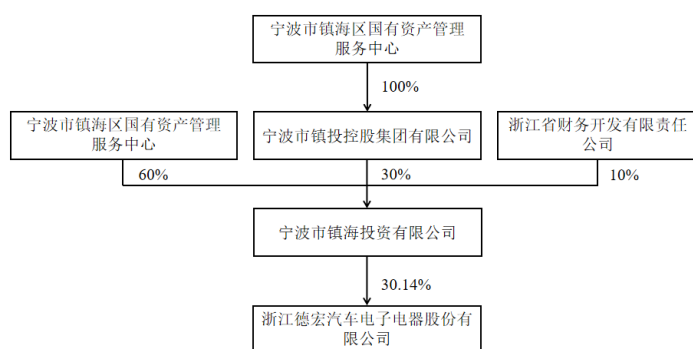 宁波市镇海区国有资产管理
服务中心
100%
宁波市镇海区国有资产管理
服务中心
宁波市镇投控股集团有限公司
浙江省财务开发有限责任
公司
60%
30%
10%
宁波市镇海投资有限公司
30.14%
浙江德宏汽车电子电器股份有
限公司